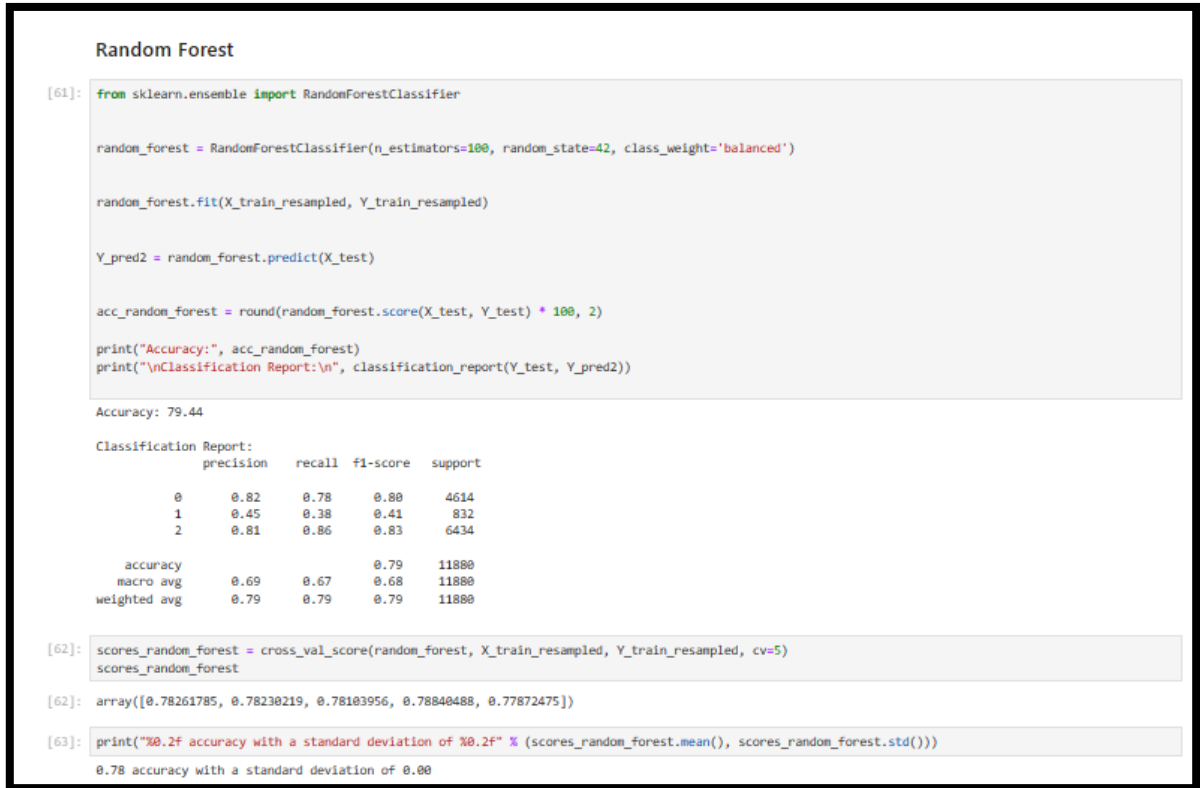 Random Forest
[61]: from sklearn.ensemble import RandomForestClassifier
random_forest = RandomForestClassifier(n_estimators=100, random_state=42, class_weight='balanced')
random_forest.fit(X_train_resampled, Y_train_resampled)
Y_pred2 = random_forest.predict(X_test)
acc_random_forest = round(random_forest.score(X_test, Y_test) * 100, 2)
print("Accuracy:", acc_random_forest)
print("\nClassification Report:\n", classification_report(Y_test, Y_pred2))
Accuracy: 79.44
Classification Report:
precision recall f1-score support
0 0.82 0.78 0.80 4614
1 0.45 0.38 0.41 832
2 0.81 0.86 0.83 6434
accuracy 0.79 11880
macro avg 0.69 0.67 0.68 11880
weighted avg 0.79 0.79 0.79 11880
[62]: scores_random_forest = cross_val_score(random_forest, X_train_resampled, Y_train_resampled, cv=5)
scores_random_forest
[62]: array([0.78261785, 0.78230219, 0.78103956, 0.78840488, 0.77872475])
[63]: print("%0.2f accuracy with a standard deviation of %0.2f" % (scores_random_forest.mean(), scores_random_forest.std()))
0.78 accuracy with a standard deviation of 0.00